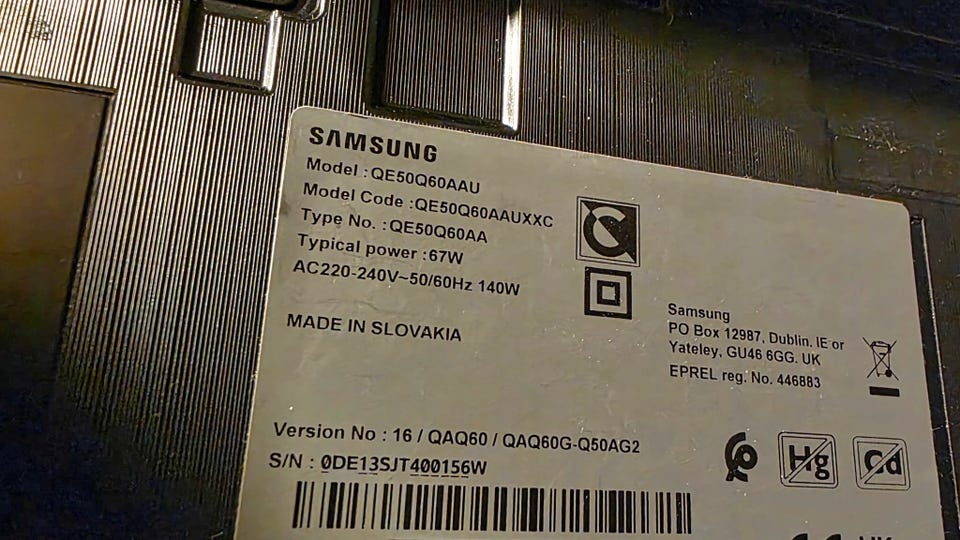 SAMSUNG
Model : QE50Q60AAU
Model Code :QE50Q60AAUXXC
Type No. :QE50Q60AA
Typical power :67W
AC220-240V~50/60Hz 140W
MADE IN SLOVAKIA
Samsung
PO Box 12987, Dublin. IE or
Yateley, GU46 6GG. UK
EPREL reg. No. 446883
Version No : 16 / QAQ60 / QAQ60G-Q50AG2
S/N : 0DE13SJT400156W
Hg
Cd